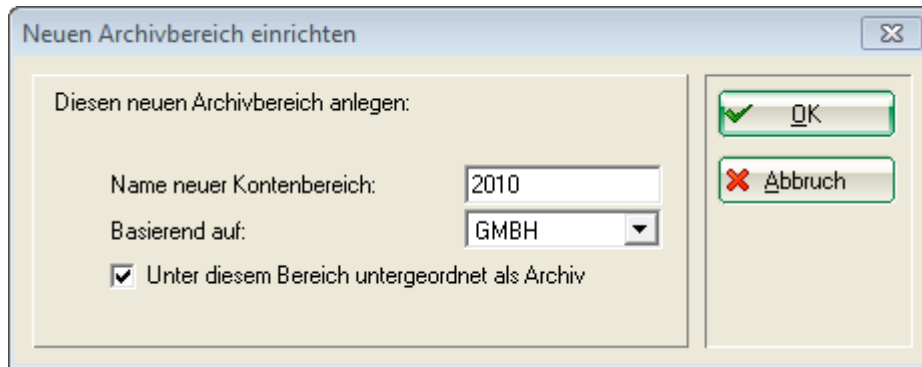 Neuen Archivbereich einrichten
Diesen neuen Archivbereich anlegen:
OK
Name neuer Kontenbereich: 2010
Abbruch
Basierend auf: GMBH
Unter diesem Bereich untergeordnet als Archiv